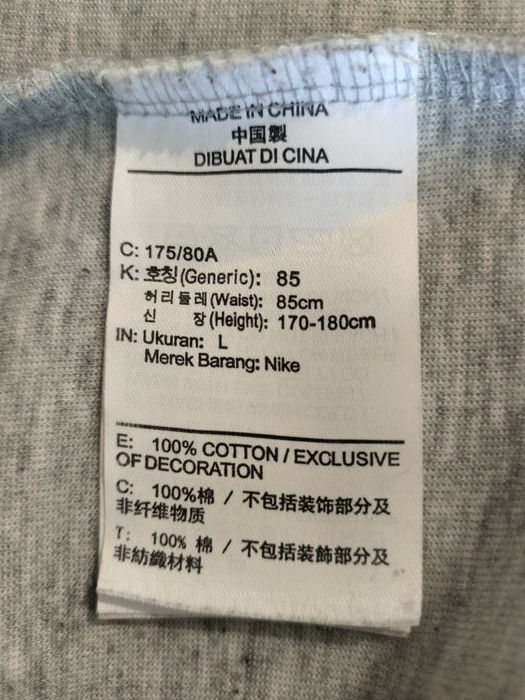 MADE IN CHINA
中国製
DIBUAT DI CINA
C: 175/80A
K: 호칭(Generic): 85
허리둘레(Waist): 85cm
신 장(Height): 170-180cm
IN: Ukuran: L
Merek Barang: Nike
E: 100% COTTON / EXCLUSIVE
OF DECORATION
C: 100%棉 / 不包括装饰部分及
非纤维物质
T: 100% 棉 / 不包括裝飾部分及
非紡織材料